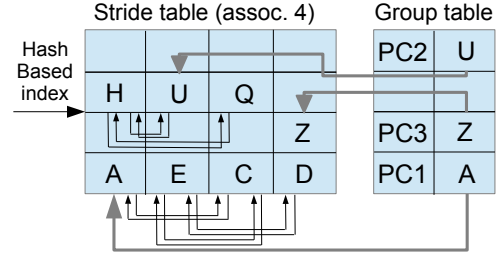 Stride table (assoc. 4) Group table
Hash
Based
index
PC2 U
H U Q
Z PC3 Z
A E C D PC1 A